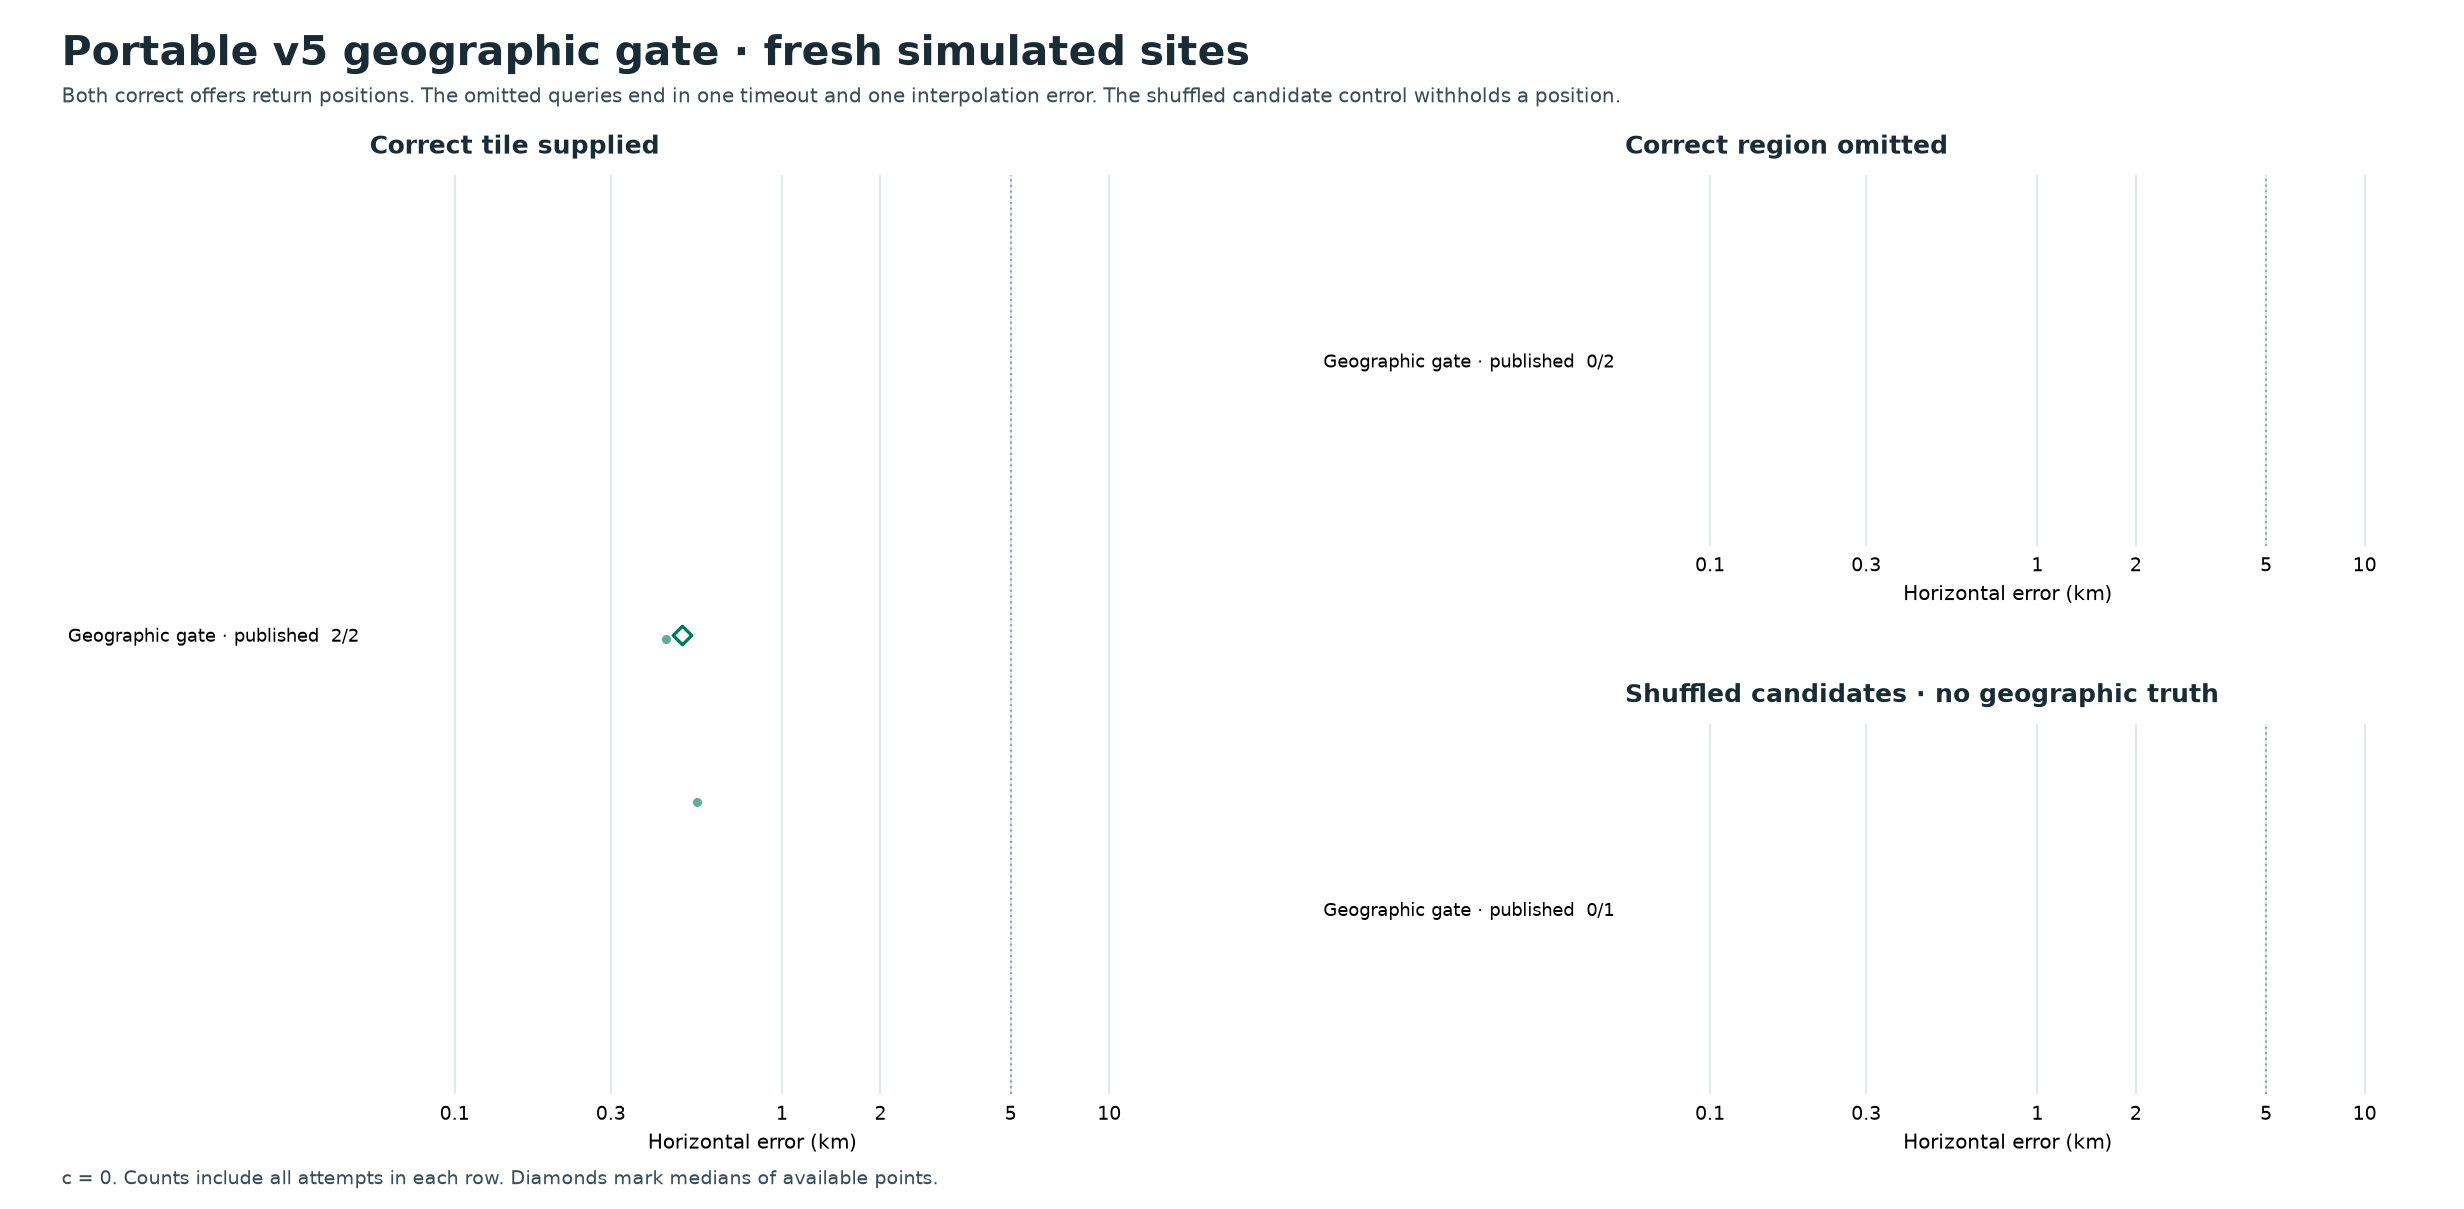 Portable v5 geographic gate · fresh simulated sites
Both correct offers return positions. The omitted queries end in one timeout and one interpolation error. The shuffled candidate control withholds a position.
Correct tile supplied
Geographic gate · published 2/2
0.1 0.3 1 2 5 10
Horizontal error (km)
Correct region omitted
Geographic gate · published 0/2
0.1 0.3 1 2 5 10
Horizontal error (km)
Shuffled candidates · no geographic truth
Geographic gate · published 0/1
0.1 0.3 1 2 5 10
Horizontal error (km)
c = 0. Counts include all attempts in each row. Diamonds mark medians of available points.